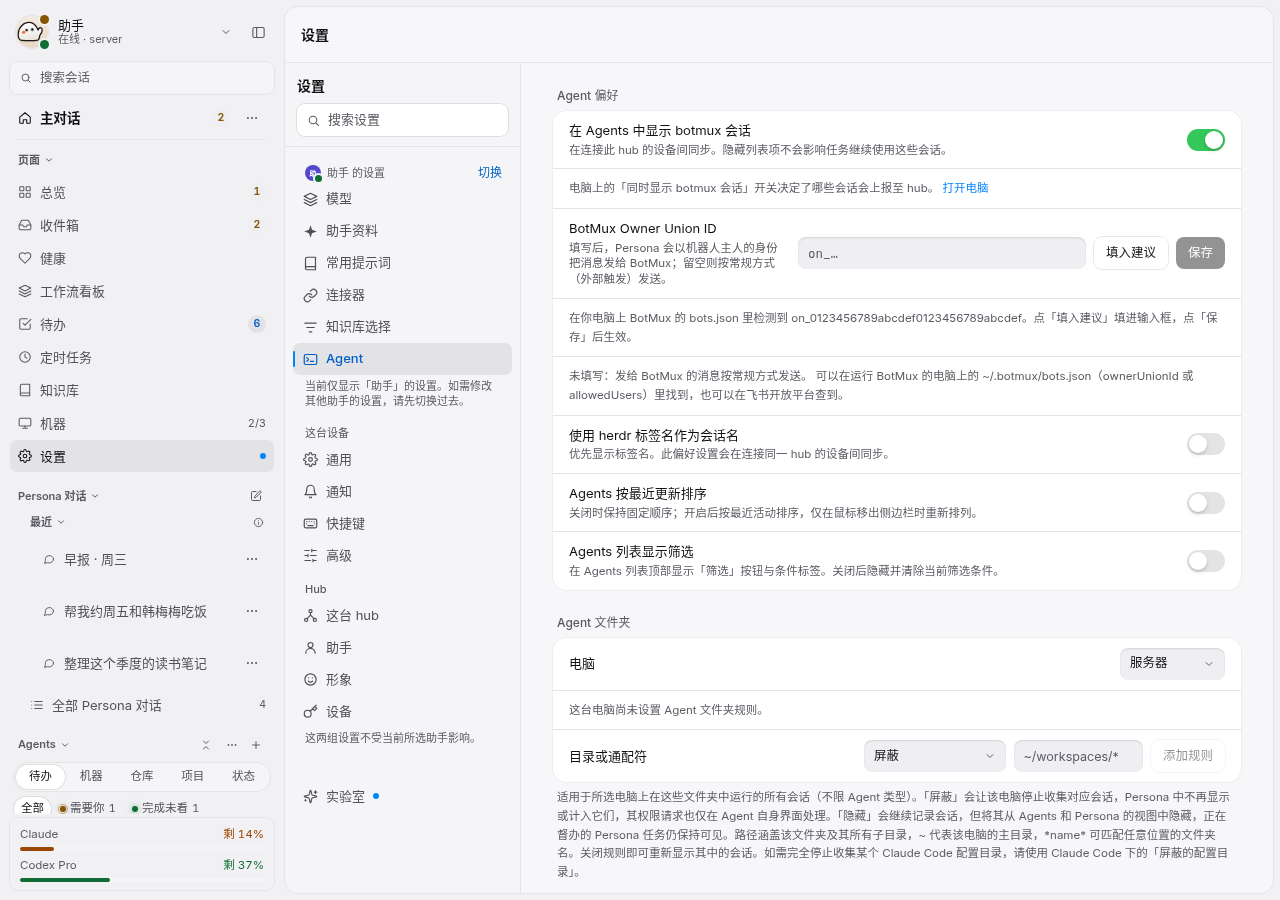 助手
在线 · server
搜索会话
主对话 2
页面
总览 1
收件箱 2
健康
工作流看板
待办 6
定时任务
知识库
机器 2/3
设置
Persona 对话
最近
早报 · 周三
帮我约周五和韩梅梅吃饭
整理这个季度的读书笔记
全部 Persona 对话 4
Agents
待办 机器 仓库 项目 状态
全部 需要你 1 完成未看 1
Claude 剩 14%
Codex Pro 剩 37%
设置
设置
搜索设置
助手 的设置 切换
模型
助手资料
常用提示词
连接器
知识库选择
Agent
当前仅显示「助手」的设置。如需修改
其他助手的设置，请先切换过去。
这台设备
通用
通知
快捷键
高级
Hub
这台 hub
助手
形象
设备
这两组设置不受当前所选助手影响。
实验室
Agent 偏好
在 Agents 中显示 botmux 会话
在连接此 hub 的设备间同步。隐藏列表项不会影响任务继续使用这些会话。
电脑上的「同时显示 botmux 会话」开关决定了哪些会话会上报至 hub。 打开电脑
BotMux Owner Union ID
填写后，Persona 会以机器人主人的身份
把消息发给 BotMux；留空则按常规方式
（外部触发）发送。
on_…
填入建议
保存
在你电脑上 BotMux 的 bots.json 里检测到 on_0123456789abcdef0123456789abcdef。点「填入建议」填进输入框，点「保
存」后生效。
未填写：发给 BotMux 的消息按常规方式发送。 可以在运行 BotMux 的电脑上的 ~/.botmux/bots.json（ownerUnionId 或
allowedUsers）里找到，也可以在飞书开放平台查到。
使用 herdr 标签名作为会话名
优先显示标签名。此偏好设置会在连接同一 hub 的设备间同步。
Agents 按最近更新排序
关闭时保持固定顺序；开启后按最近活动排序，仅在鼠标移出侧边栏时重新排列。
Agents 列表显示筛选
在 Agents 列表顶部显示「筛选」按钮与条件标签。关闭后隐藏并清除当前筛选条件。
Agent 文件夹
电脑 服务器
这台电脑尚未设置 Agent 文件夹规则。
目录或通配符 屏蔽 ~/workspaces/* 添加规则
适用于所选电脑上在这些文件夹中运行的所有会话（不限 Agent 类型）。「屏蔽」会让该电脑停止收集对应会话，Persona 中不再显示
或计入它们，其权限请求也仅在 Agent 自身界面处理。「隐藏」会继续记录会话，但将其从 Agents 和 Persona 的视图中隐藏，正在
督办的 Persona 任务仍保持可见。路径涵盖该文件夹及其所有子目录，~ 代表该电脑的主目录，*name* 可匹配任意位置的文件夹
名。关闭规则即可重新显示其中的会话。如需完全停止收集某个 Claude Code 配置目录，请使用 Claude Code 下的「屏蔽的配置目
录」。